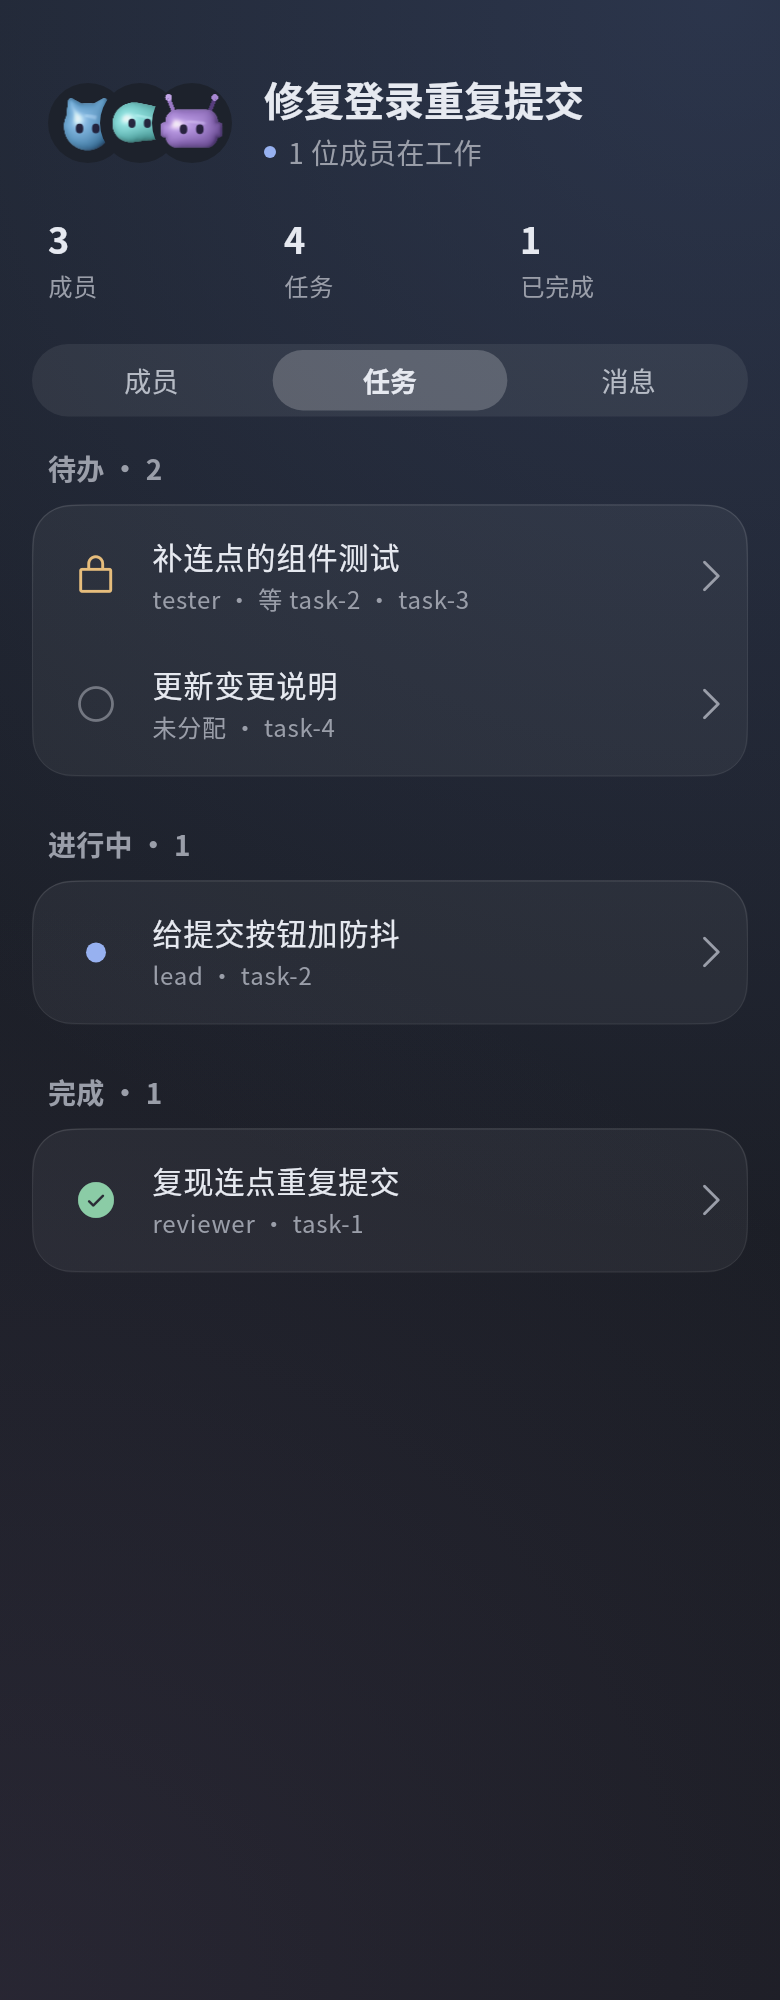 修复登录重复提交
1 位成员在工作
3
成员
4
任务
1
已完成
成员
任务
消息
待办 · 2
补连点的组件测试
tester · 等 task-2 · task-3
更新变更说明
未分配 · task-4
进行中 · 1
给提交按钮加防抖
lead · task-2
完成 · 1
复现连点重复提交
reviewer · task-1